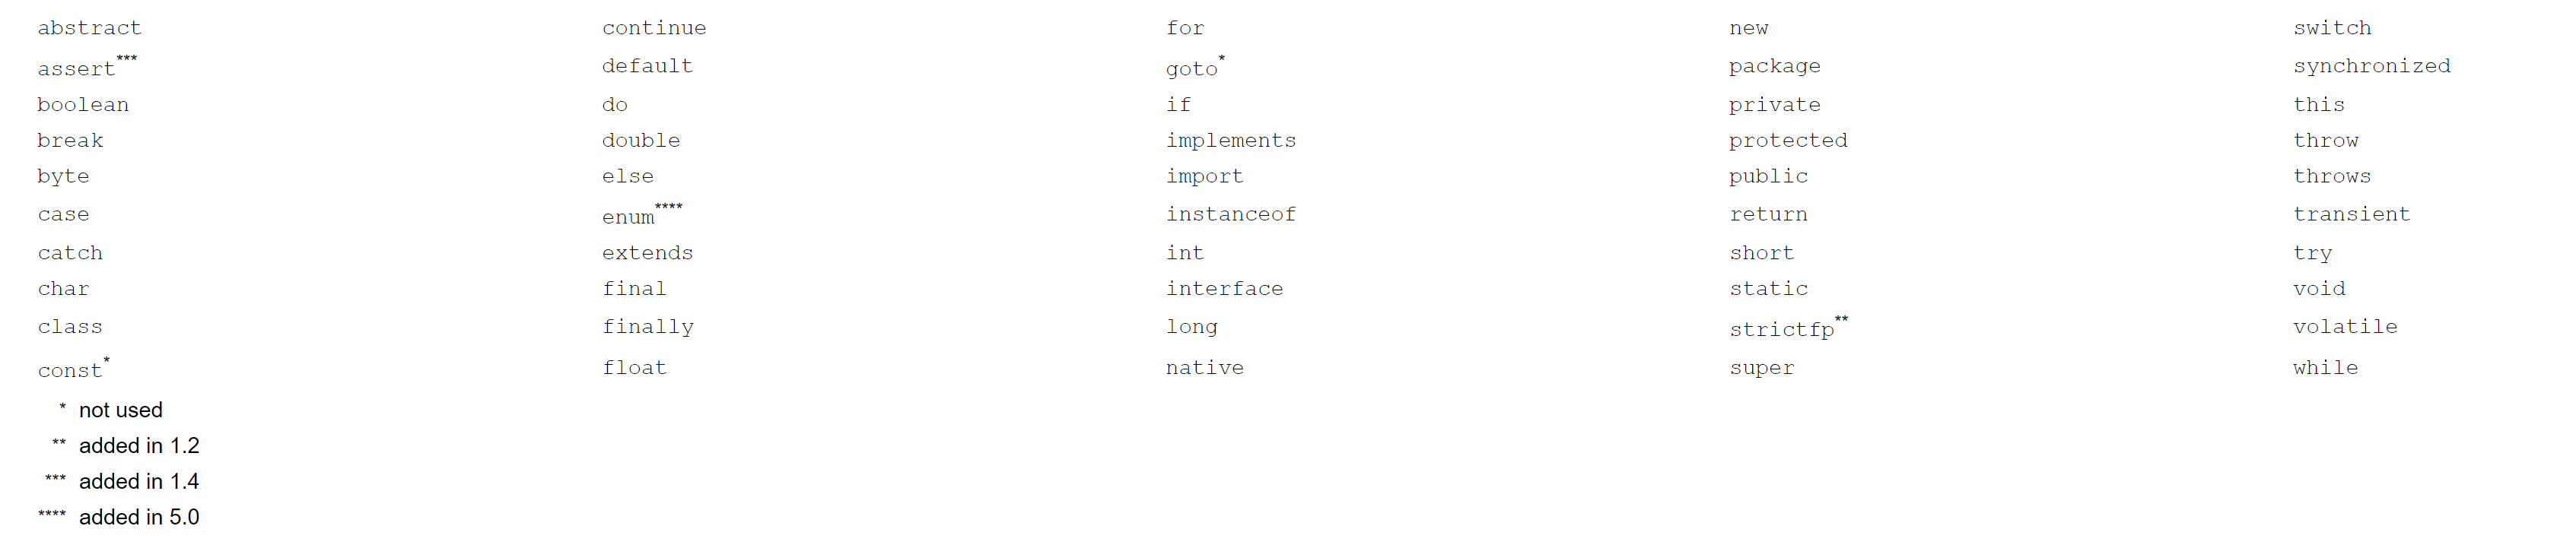 abstract continue for new switch
assert*** default goto* package synchronized
boolean do if private this
break double implements protected throw
byte else import public throws
case enum**** instanceof return transient
catch extends int short try
char final interface static void
class finally long strictfp** volatile
const* float native super while
* not used
** added in 1.2
*** added in 1.4
**** added in 5.0